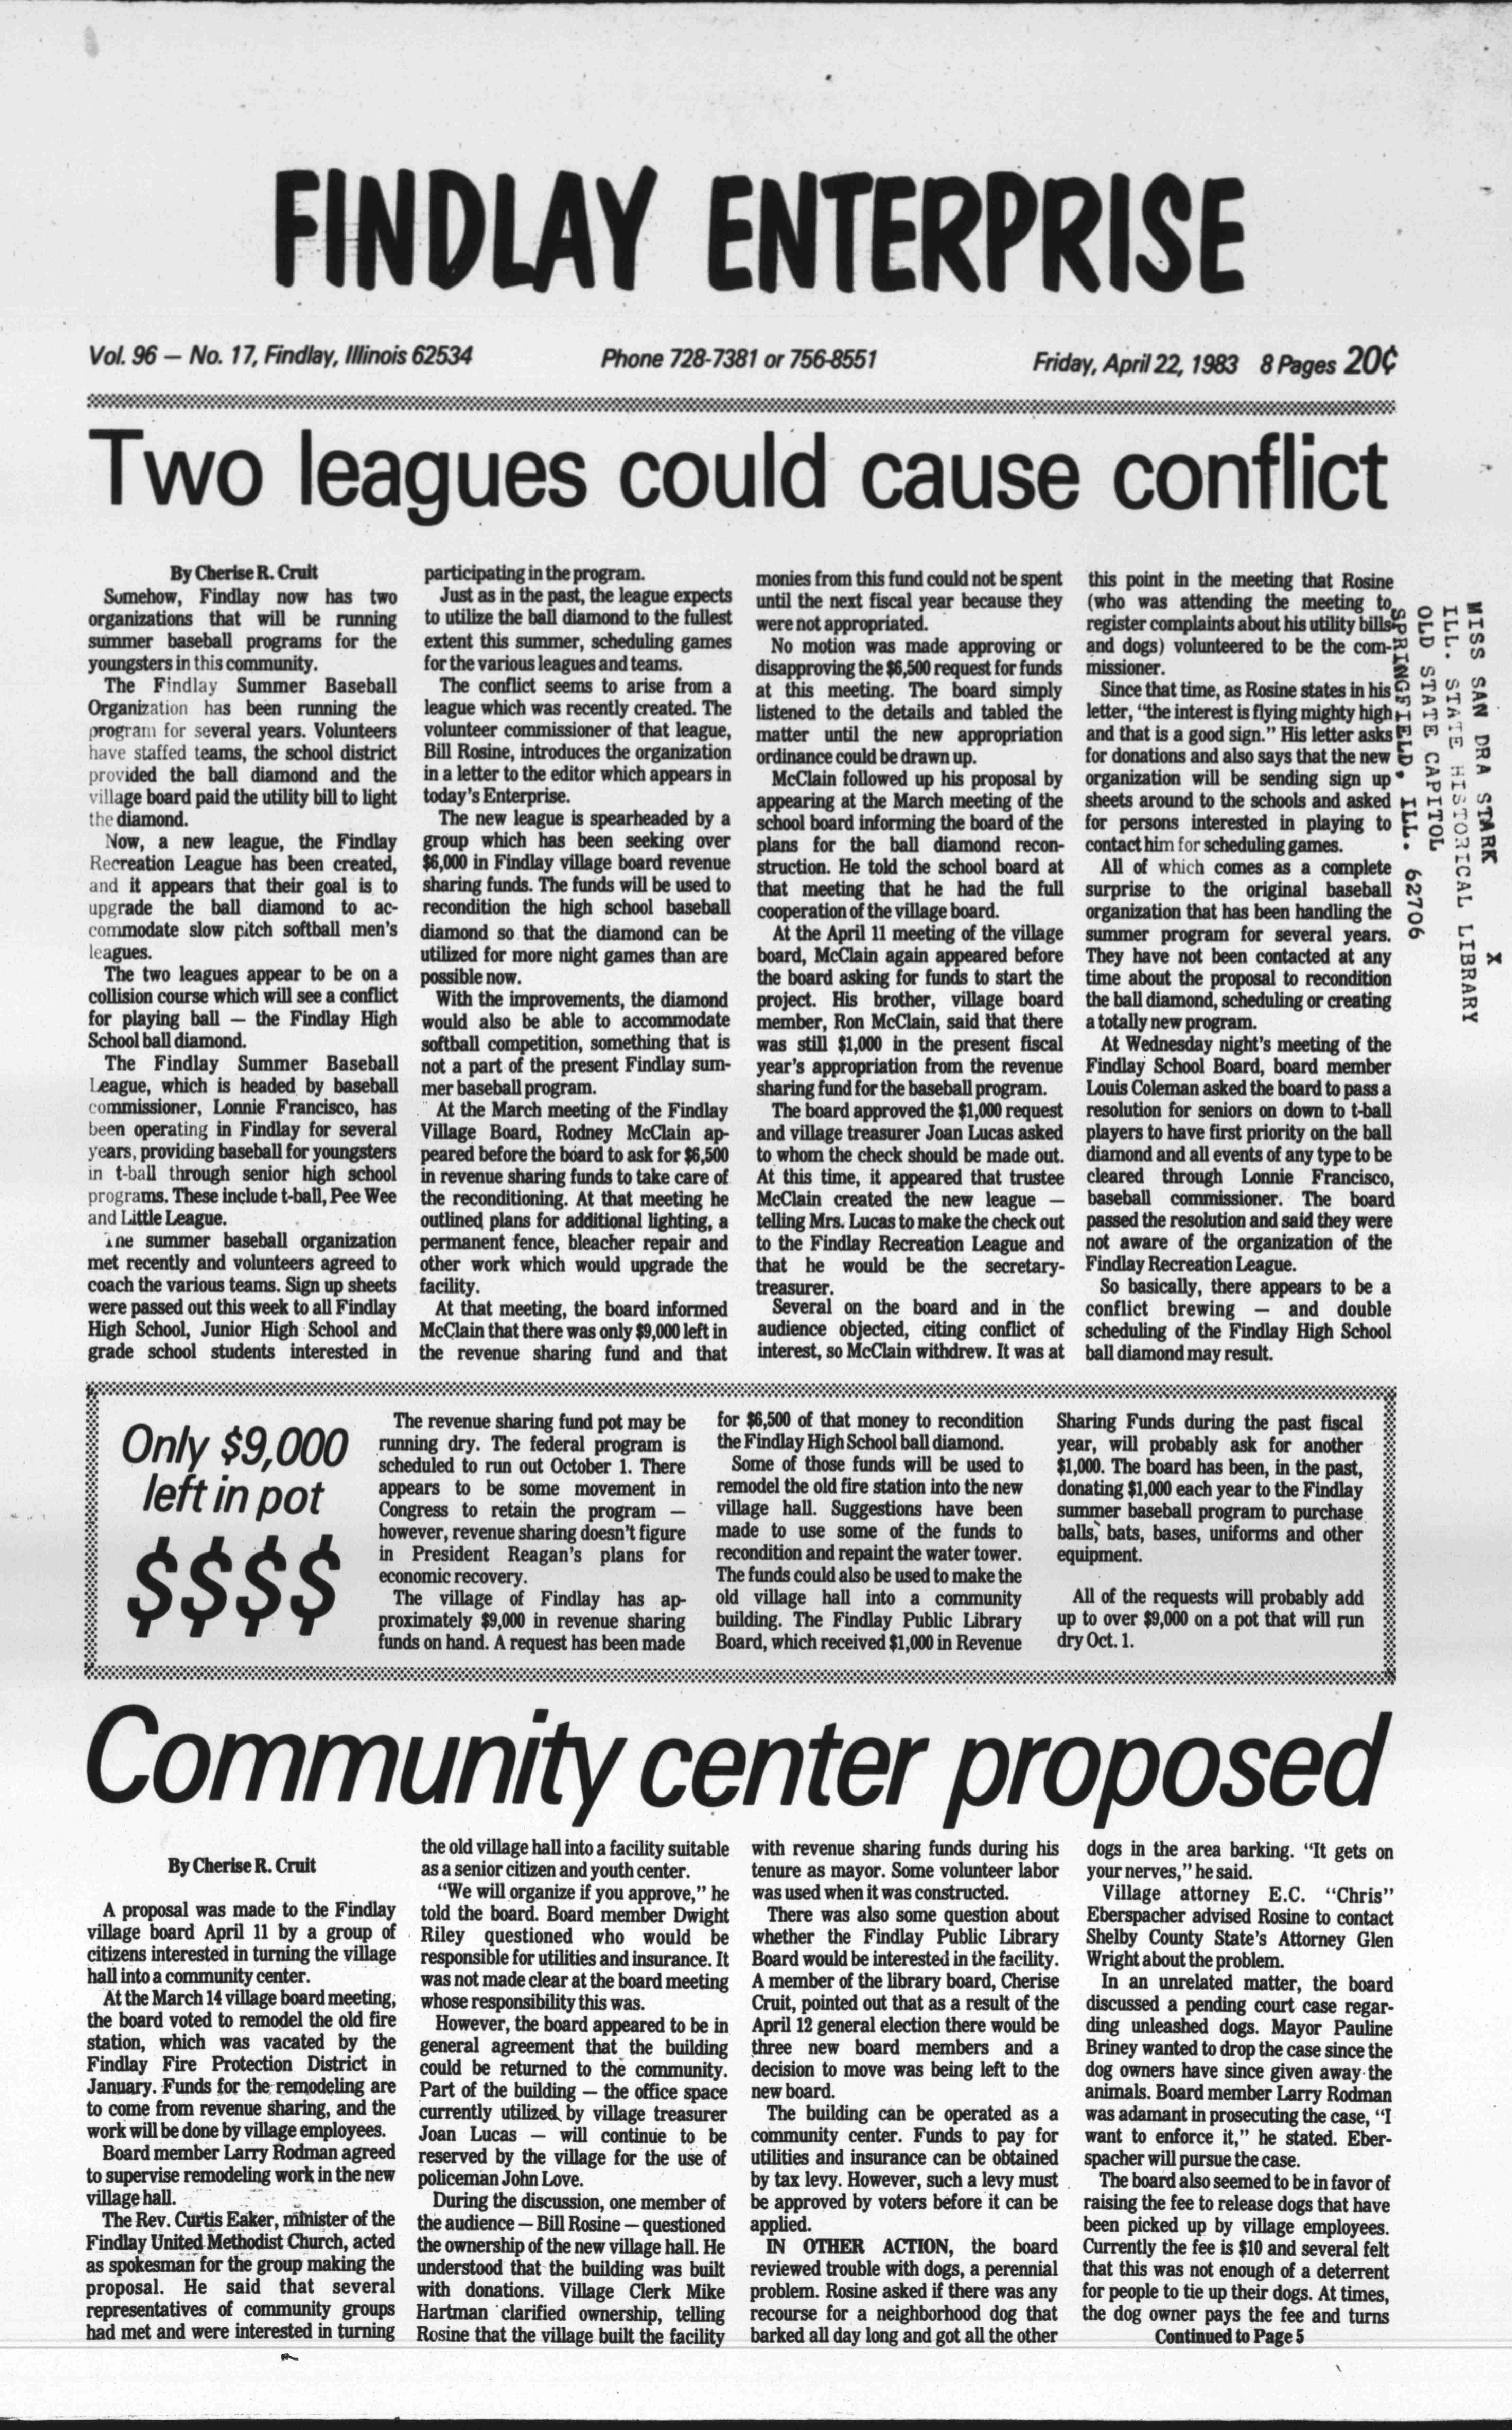 FINDLAY ENTERPRISE
Vol. 96 — No. 17, Findlay, Illinois 62534
Phone 728-7381 or 756-8551
Friday, April 22, 1983 8 Pages 20¢
Two leagues could cause conflict
By Cherise R. Cruit
Somehow, Findlay now has two
organizations that will be running
summer baseball programs for the
youngsters in this community.
The Findlay Summer Baseball
Organization has been running the
program for several years. Volunteers
have staffed teams, the school district
provided the ball diamond and the
village board paid the utility bill to light
the diamond.
Now, a new league, the Findlay
Recreation League has been created,
and it appears that their goal is to
upgrade the ball diamond to ac-
commodate slow pitch softball men's
leagues.
The two leagues appear to be on a
collision course which will see a conflict
for playing ball — the Findlay High
School ball diamond.
The Findlay Summer Baseball
League, which is headed by baseball
commissioner, Lonnie Francisco, has
been operating in Findlay for several
years, providing baseball for youngsters
in t-ball through senior high school
programs. These include t-ball, Pee Wee
and Little League.
The summer baseball organization
met recently and volunteers agreed to
coach the various teams. Sign up sheets
were passed out this week to all Findlay
High School, Junior High School and
grade school students interested in
participating in the program.
Just as in the past, the league expects
to utilize the ball diamond to the fullest
extent this summer, scheduling games
for the various leagues and teams.
The conflict seems to arise from a
league which was recently created. The
volunteer commissioner of that league,
Bill Rosine, introduces the organization
in a letter to the editor which appears in
today's Enterprise.
The new league is spearheaded by a
group which has been seeking over
$6,000 in Findlay village board revenue
sharing funds. The funds will be used to
recondition the high school baseball
diamond so that the diamond can be
utilized for more night games than are
possible now.
With the improvements, the diamond
would also be able to accommodate
softball competition, something that is
not a part of the present Findlay sum-
mer baseball program.
At the March meeting of the Findlay
Village Board, Rodney McClain ap-
peared before the board to ask for $6,500
in revenue sharing funds to take care of
the reconditioning. At that meeting he
outlined plans for additional lighting, a
permanent fence, bleacher repair and
other work which would upgrade the
facility.
At that meeting, the board informed
McClain that there was only $9,000 left in
the revenue sharing fund and that
monies from this fund could not be spent
until the next fiscal year because they
were not appropriated.
No motion was made approving or
disapproving the $6,500 request for funds
at this meeting. The board simply
listened to the details and tabled the
matter until the new appropriation
ordinance could be drawn up.
McClain followed up his proposal by
appearing at the March meeting of the
school board informing the board of the
plans for the ball diamond recon-
struction. He told the school board at
that meeting that he had the full
cooperation of the village board.
At the April 11 meeting of the village
board, McClain again appeared before
the board asking for funds to start the
project. His brother, village board
member, Ron McClain, said that there
was still $1,000 in the present fiscal
year's appropriation from the revenue
sharing fund for the baseball program.
The board approved the $1,000 request
and village treasurer Joan Lucas asked
to whom the check should be made out.
At this time, it appeared that trustee
McClain created the new league —
telling Mrs. Lucas to make the check out
to the Findlay Recreation League and
that he would be the secretary-
treasurer.
Several on the board and in the
audience objected, citing conflict of
interest, so McClain withdrew. It was at
this point in the meeting that Rosine
(who was attending the meeting to
register complaints about his utility bills
and dogs) volunteered to be the com-
missioner.
Since that time, as Rosine states in his
letter, "the interest is flying mighty high
and that is a good sign." His letter asks
for donations and also says that the new
organization will be sending sign up
sheets around to the schools and asked
for persons interested in playing to
contact him for scheduling games.
All of which comes as a complete
surprise to the original baseball
organization that has been handling the
summer program for several years.
They have not been contacted at any
time about the proposal to recondition
the ball diamond, scheduling or creating
a totally new program.
At Wednesday night's meeting of the
Findlay School Board, board member
Louis Coleman asked the board to pass a
resolution for seniors on down to t-ball
players to have first priority on the ball
diamond and all events of any type to be
cleared through Lonnie Francisco,
baseball commissioner. The board
passed the resolution and said they were
not aware of the organization of the
Findlay Recreation League.
So basically, there appears to be a
conflict brewing — and double
scheduling of the Findlay High School
ball diamond may result.
X
MISS SAN DRA STARK
ILL. STATE HISTORICAL LIBRARY
OLD STATE CAPITOL
SPRINGFIELD, ILL. 62706
Only $9,000
left in pot
$$$$
The revenue sharing fund pot may be
running dry. The federal program is
scheduled to run out October 1. There
appears to be some movement in
Congress to retain the program —
however, revenue sharing doesn't figure
in President Reagan's plans for
economic recovery.
The village of Findlay has ap-
proximately $9,000 in revenue sharing
funds on hand. A request has been made
for $6,500 of that money to recondition
the Findlay High School ball diamond.
Some of those funds will be used to
remodel the old fire station into the new
village hall. Suggestions have been
made to use some of the funds to
recondition and repaint the water tower.
The funds could also be used to make the
old village hall into a community
building. The Findlay Public Library
Board, which received $1,000 in Revenue
Sharing Funds during the past fiscal
year, will probably ask for another
$1,000. The board has been, in the past,
donating $1,000 each year to the Findlay
summer baseball program to purchase
balls, bats, bases, uniforms and other
equipment.
All of the requests will probably add
up to over $9,000 on a pot that will run
dry Oct. 1.
Community center proposed
By Cherise R. Cruit
A proposal was made to the Findlay
village board April 11 by a group of
citizens interested in turning the village
hall into a community center.
At the March 14 village board meeting,
the board voted to remodel the old fire
station, which was vacated by the
Findlay Fire Protection District in
January. Funds for the remodeling are
to come from revenue sharing, and the
work will be done by village employees.
Board member Larry Rodman agreed
to supervise remodeling work in the new
village hall.
The Rev. Curtis Eaker, minister of the
Findlay United Methodist Church, acted
as spokesman for the group making the
proposal. He said that several
representatives of community groups
had met and were interested in turning
the old village hall into a facility suitable
as a senior citizen and youth center.
"We will organize if you approve," he
told the board. Board member Dwight
Riley questioned who would be
responsible for utilities and insurance. It
was not made clear at the board meeting
whose responsibility this was.
However, the board appeared to be in
general agreement that the building
could be returned to the community.
Part of the building — the office space
currently utilized by village treasurer
Joan Lucas — will continue to be
reserved by the village for the use of
policeman John Love.
During the discussion, one member of
the audience — Bill Rosine — questioned
the ownership of the new village hall. He
understood that the building was built
with donations. Village Clerk Mike
Hartman clarified ownership, telling
Rosine that the village built the facility
with revenue sharing funds during his
tenure as mayor. Some volunteer labor
was used when it was constructed.
There was also some question about
whether the Findlay Public Library
Board would be interested in the facility.
A member of the library board, Cherise
Cruit, pointed out that as a result of the
April 12 general election there would be
three new board members and a
decision to move was being left to the
new board.
The building can be operated as a
community center. Funds to pay for
utilities and insurance can be obtained
by tax levy. However, such a levy must
be approved by voters before it can be
applied.
IN OTHER ACTION, the board
reviewed trouble with dogs, a perennial
problem. Rosine asked if there was any
recourse for a neighborhood dog that
barked all day long and got all the other
dogs in the area barking. "It gets on
your nerves," he said.
Village attorney E.C. "Chris"
Eberspacher advised Rosine to contact
Shelby County State's Attorney Glen
Wright about the problem.
In an unrelated matter, the board
discussed a pending court case regar-
ding unleashed dogs. Mayor Pauline
Briney wanted to drop the case since the
dog owners have since given away the
animals. Board member Larry Rodman
was adamant in prosecuting the case, "I
want to enforce it," he stated. Eber-
spacher will pursue the case.
The board also seemed to be in favor of
raising the fee to release dogs that have
been picked up by village employees.
Currently the fee is $10 and several felt
that this was not enough of a deterrent
for people to tie up their dogs. At times,
the dog owner pays the fee and turns
Continued to Page 5